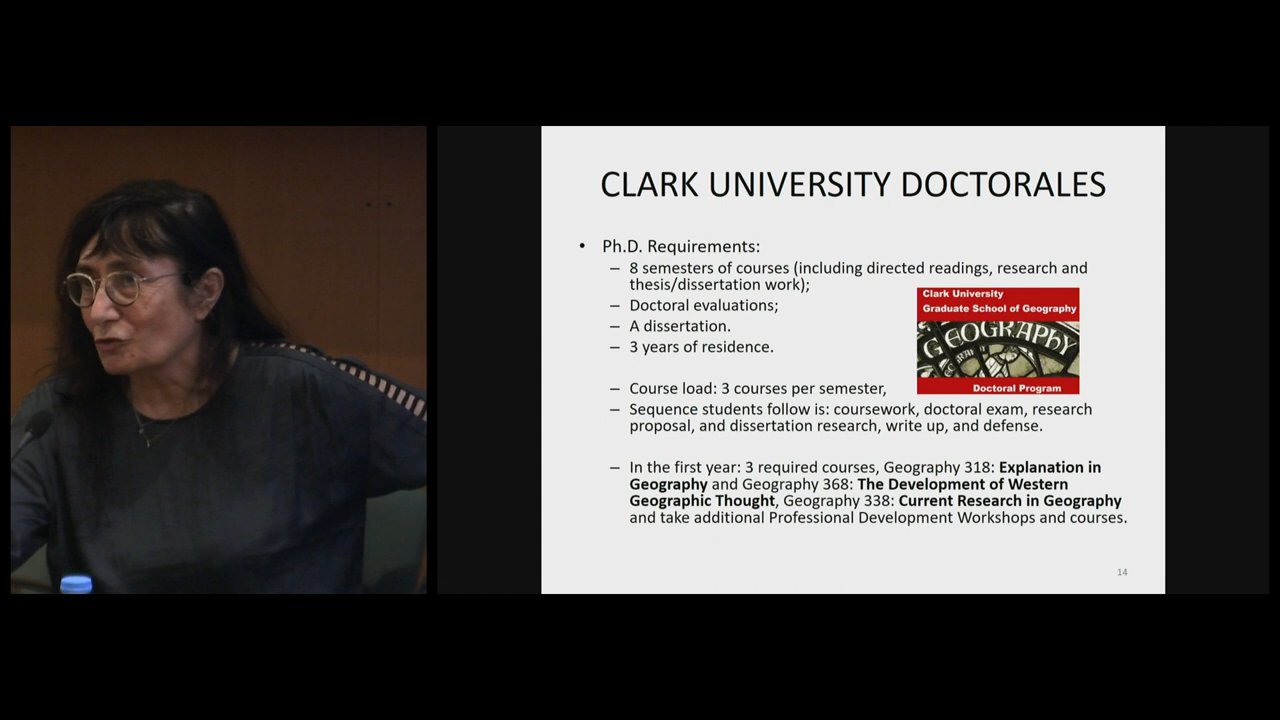 CLARK UNIVERSITY DOCTORALES
• Ph.D. Requirements:
– 8 semesters of courses (including directed readings, research and
thesis/dissertation work);
– Doctoral evaluations;
– A dissertation.
– 3 years of residence.
– Course load: 3 courses per semester,
– Sequence students follow is: coursework, doctoral exam, research
proposal, and dissertation research, write up, and defense.
– In the first year: 3 required courses, Geography 318: Explanation in
Geography and Geography 368: The Development of Western
Geographic Thought, Geography 338: Current Research in Geography
and take additional Professional Development Workshops and courses.
Clark University
Graduate School of Geography
GEOGRAPHY
Doctoral Program
14